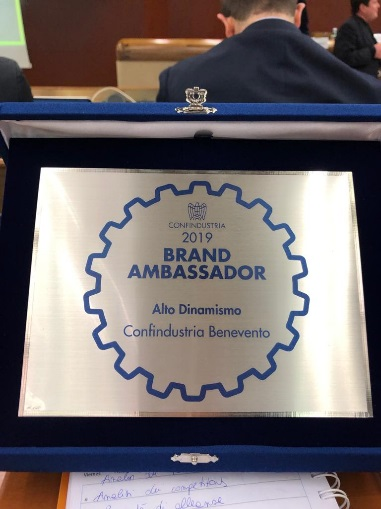 CONFINDUSTRIA
2019
BRAND
AMBASSADOR
Alto Dinamismo
Confindustria Benevento